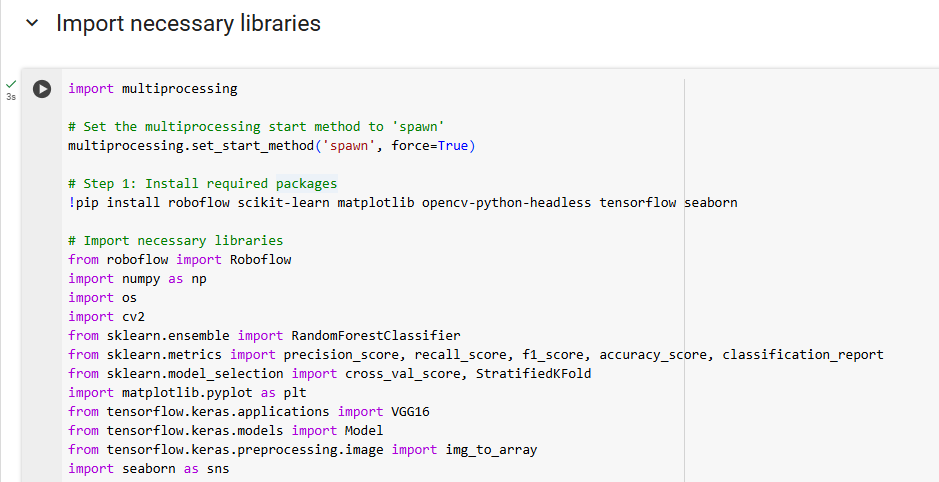 Import necessary libraries
3s
import multiprocessing
# Set the multiprocessing start method to 'spawn'
multiprocessing.set_start_method('spawn', force=True)
# Step 1: Install required packages
!pip install roboflow scikit-learn matplotlib opencv-python-headless tensorflow seaborn
# Import necessary libraries
from roboflow import Roboflow
import numpy as np
import os
import cv2
from sklearn.ensemble import RandomForestClassifier
from sklearn.metrics import precision_score, recall_score, f1_score, accuracy_score, classification_report
from sklearn.model_selection import cross_val_score, StratifiedKFold
import matplotlib.pyplot as plt
from tensorflow.keras.applications import VGG16
from tensorflow.keras.models import Model
from tensorflow.keras.preprocessing.image import img_to_array
import seaborn as sns